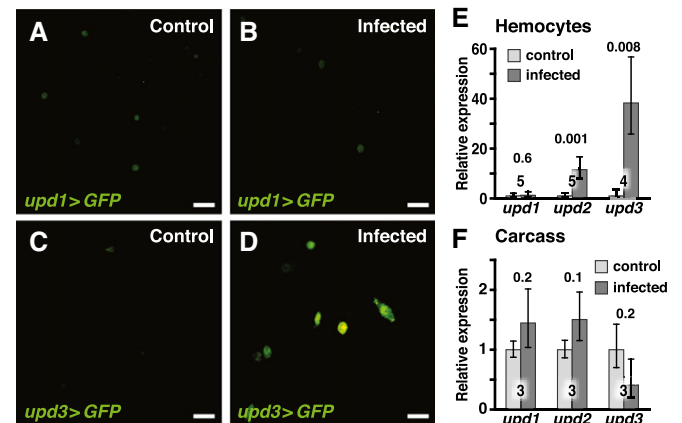 A Control
upd1>GFP
B Infected
upd1>GFP
C Control
upd3>GFP
D Infected
upd3>GFP
E Hemocytes
Relative expression
60
40
20
0
control
infected
0.6
0.001
0.008
5
5
4
upd1 upd2 upd3
F Carcass
Relative expression
2
1
0
control
infected
0.2
0.1
0.2
3
3
3
upd1 upd2 upd3